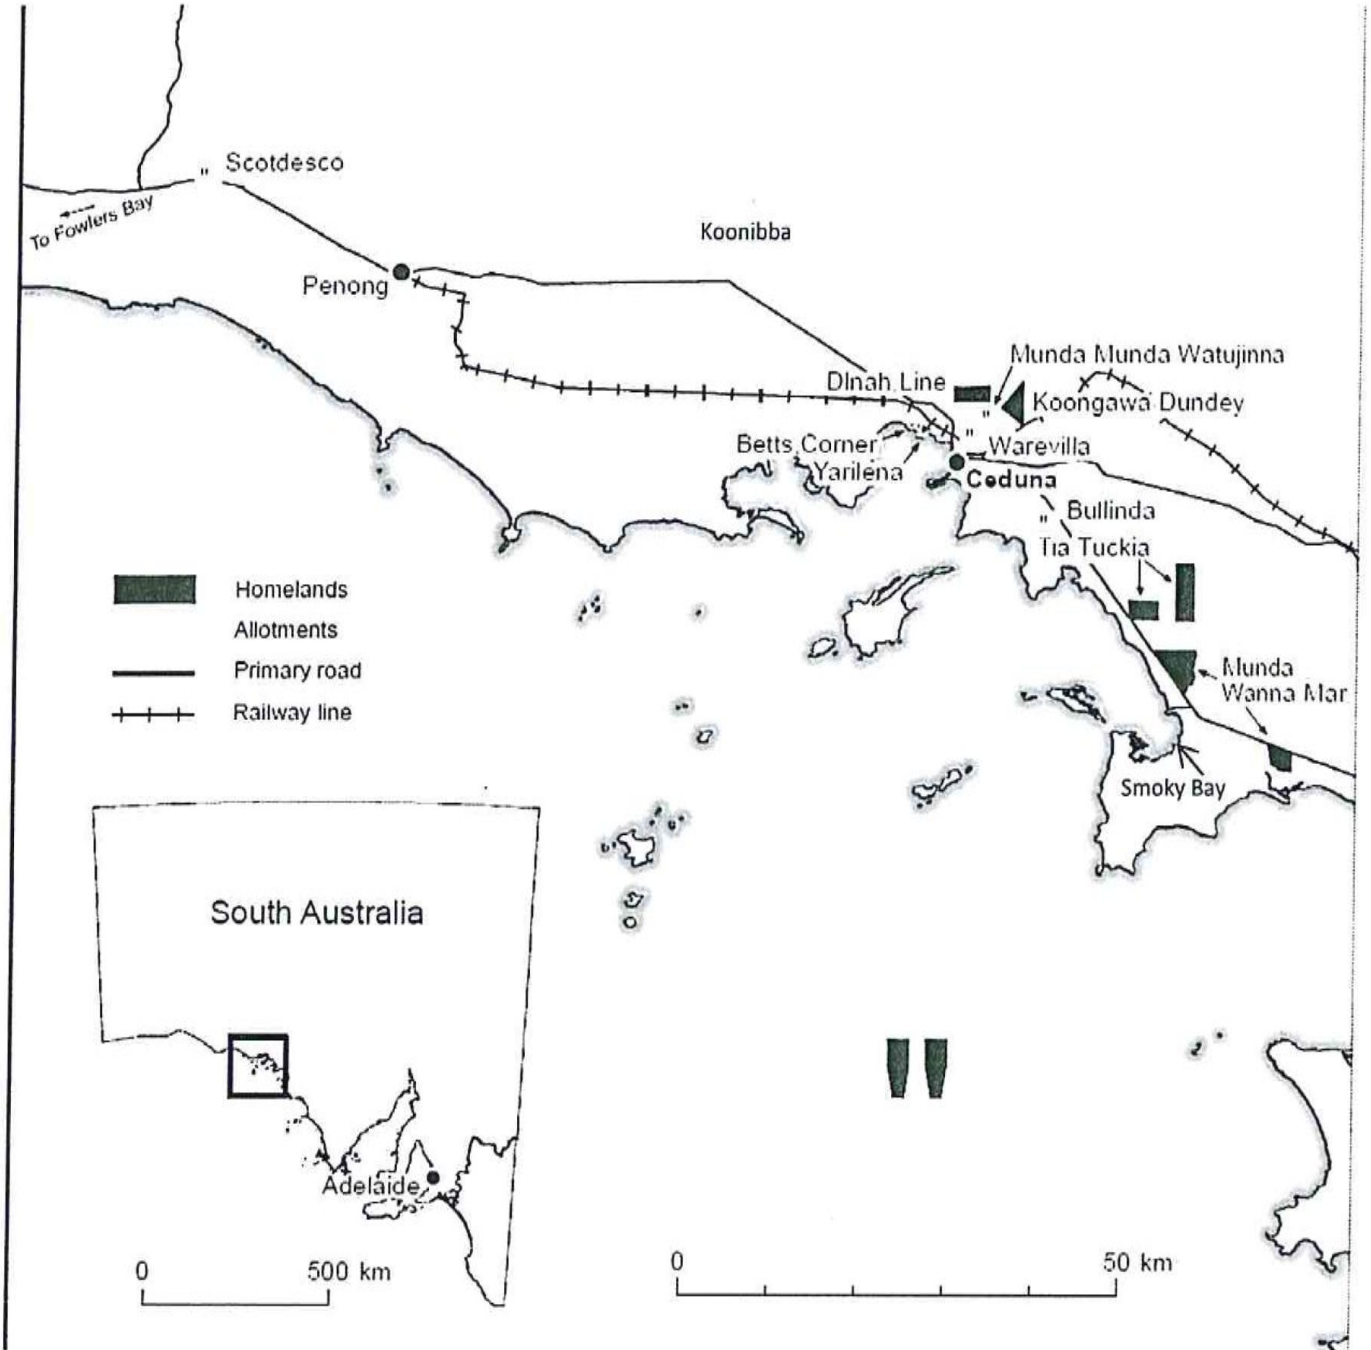 Scotdesco
To Fowlers Bay
Koonibba
Penong
Munda Munda Watujinna
DInah Line
Koongawa Dundey
Betts Corner
Warevilla
Yarilena
Ceduna
Bullinda
Tia Tuckia
Homelands
Allotments
Primary road
Railway line
Munda
Wanna Mar
Smoky Bay
South Australia
Adelaide
0 500 km
0 50 km